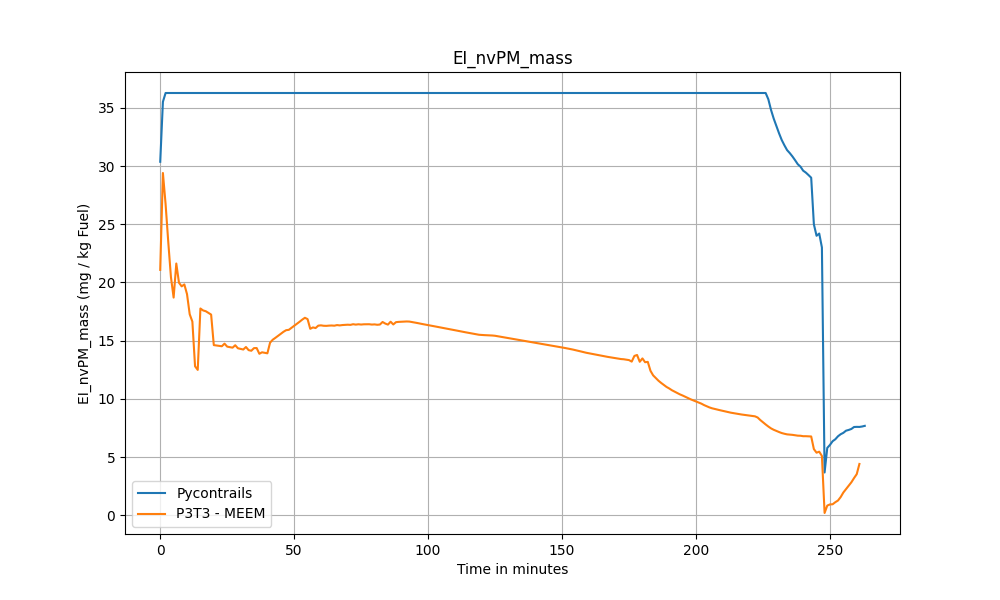 EI_nvPM_mass
EI_nvPM_mass (mg / kg Fuel)
35
30
25
20
15
10
5
0
Pycontrails
P3T3 - MEEM
0 50 100 150 200 250
Time in minutes